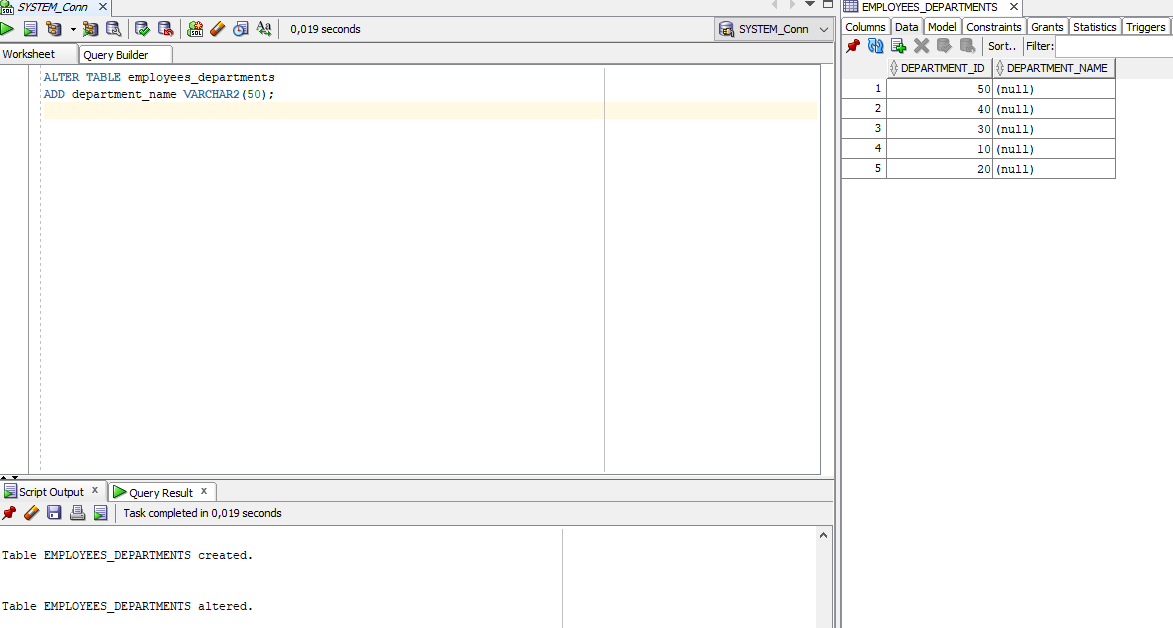 SYSTEM_Conn
0,019 seconds
SYSTEM_Conn
Worksheet Query Builder
ALTER TABLE employees_departments
ADD department_name VARCHAR2(50);
Script Output Query Result
Task completed in 0,019 seconds
Table EMPLOYEES_DEPARTMENTS created.
Table EMPLOYEES_DEPARTMENTS altered.
EMPLOYEES_DEPARTMENTS
Columns Data Model Constraints Grants Statistics Triggers
Sort.. Filter:
DEPARTMENT_ID DEPARTMENT_NAME
1 50 (null)
2 40 (null)
3 30 (null)
4 10 (null)
5 20 (null)